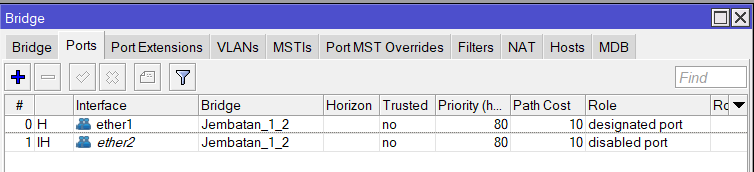 Bridge
Bridge Ports Port Extensions VLANs MSTIs Port MST Overrides Filters NAT Hosts MDB
Find
# Interface Bridge Horizon Trusted Priority (h... Path Cost Role Ro
0 H ether1 Jembatan_1_2 no 80 10 designated port
1 IH ether2 Jembatan_1_2 no 80 10 disabled port